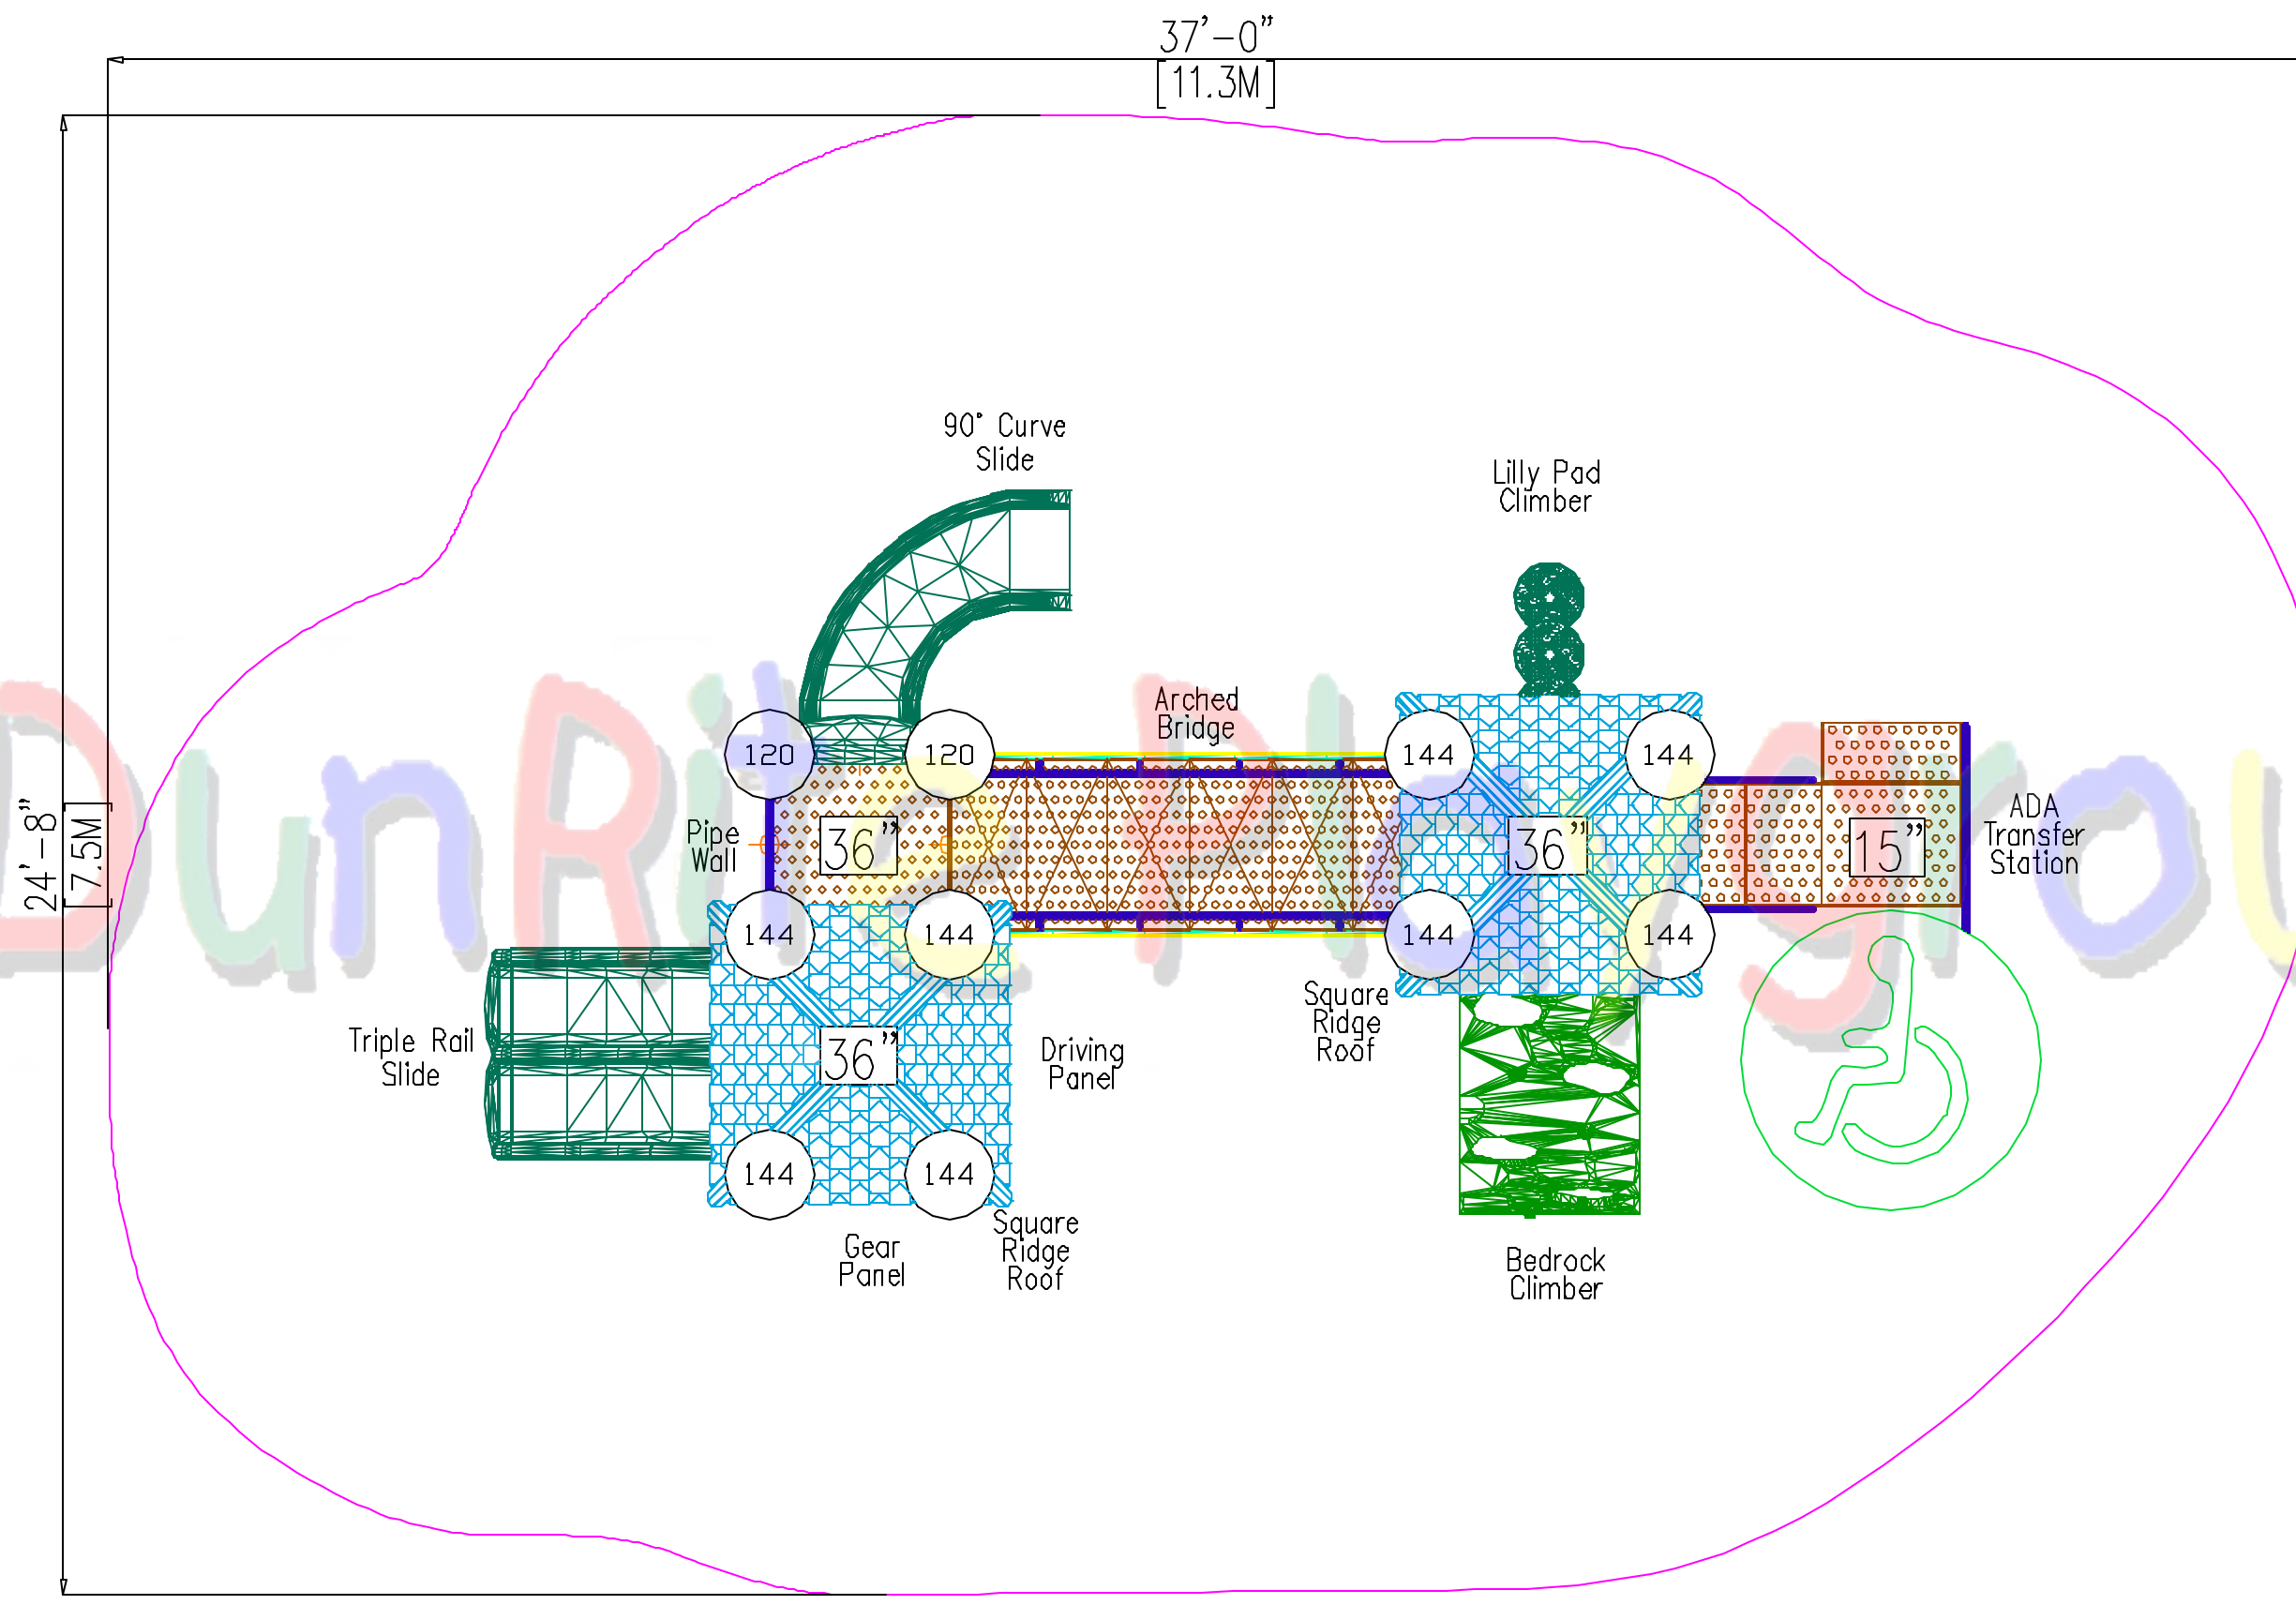 37'-0"
[11.3M]
90° Curve
Slide
Lilly Pad
Climber
Arched
Bridge
120
120
144
144
Pipe
Wall
36"
36"
15"
ADA
Transfer
Station
24'-8"
[7.5M]
DunRite Playgrou
144
144
144
144
Triple Rail
Slide
36"
Driving
Panel
Square
Ridge
Roof
144
144
Gear
Panel
Square
Ridge
Roof
Bedrock
Climber